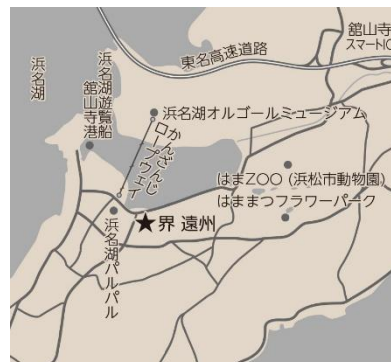 舘山寺
スマートIC
東名高速道路
浜名湖
浜名湖遊覧船
舘山寺港
浜名湖オルゴールミュージアム
かんざんじ
ロープウェイ
はまZOO (浜松市動物園)
はままつフラワーパーク
★界 遠州
浜名湖パルパル